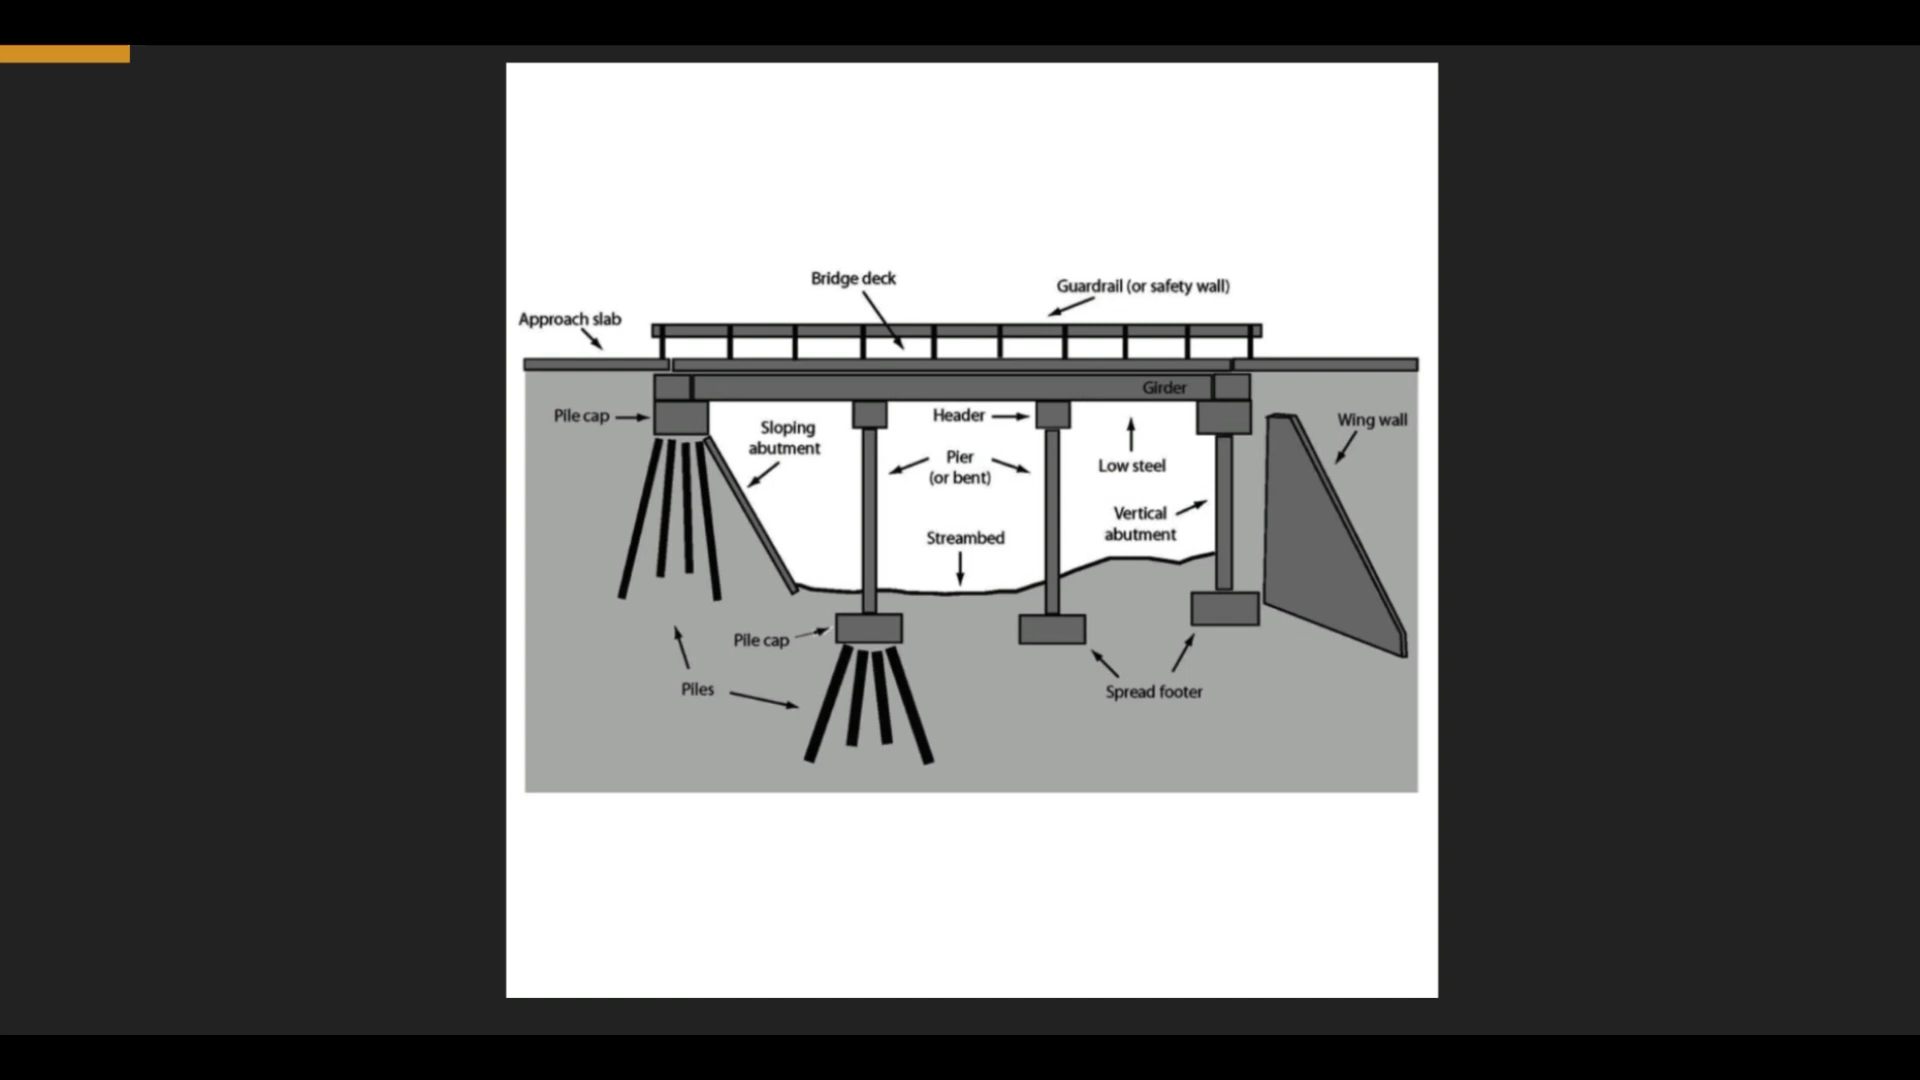 Bridge deck
Guardrail (or safety wall)
Approach slab
Girder
Pile cap
Header
Wing wall
Sloping
abutment
Pier
(or bent)
Low steel
Vertical
abutment
Streambed
Pile cap
Piles
Spread footer